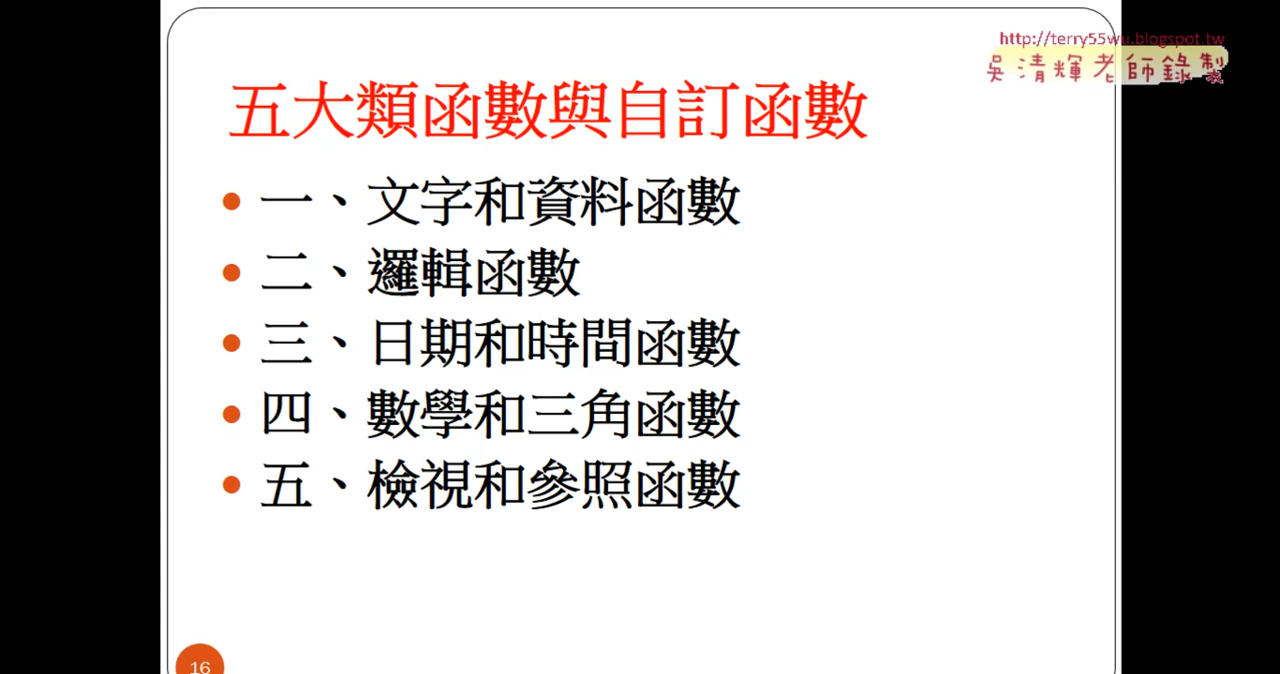 http://terry55wu.blogspot.tw
吳清輝老師錄製
五大類函數與自訂函數
一、文字和資料函數
二、邏輯函數
三、日期和時間函數
四、數學和三角函數
五、檢視和參照函數
16